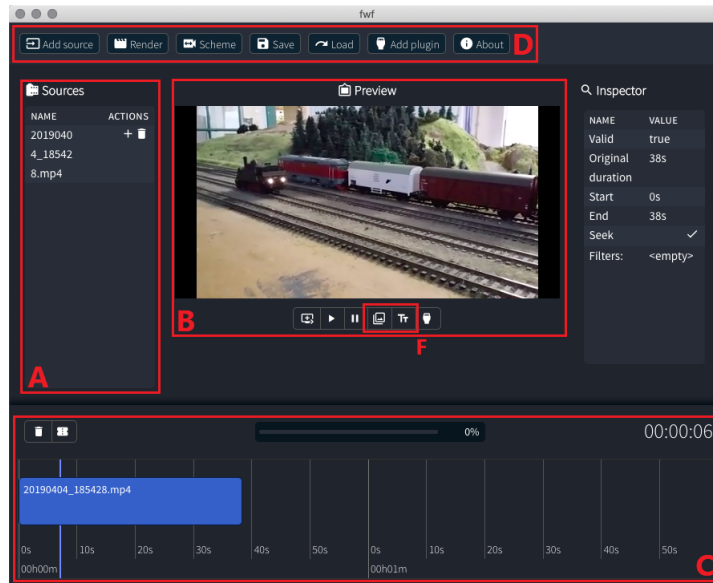 fwf
Add source Render Scheme Save Load Add plugin About D
Sources
NAME ACTIONS
2019040
4_18542
8.mp4
A
Preview
B
F
Inspector
NAME VALUE
Valid true
Original 38s
duration
Start 0s
End 38s
Seek
Filters: <empty>
0% 00:00:06
20190404_185428.mp4
0s 10s 20s 30s 40s 50s 0s 10s 20s 30s 40s 50s
00h00m 00h01m
C